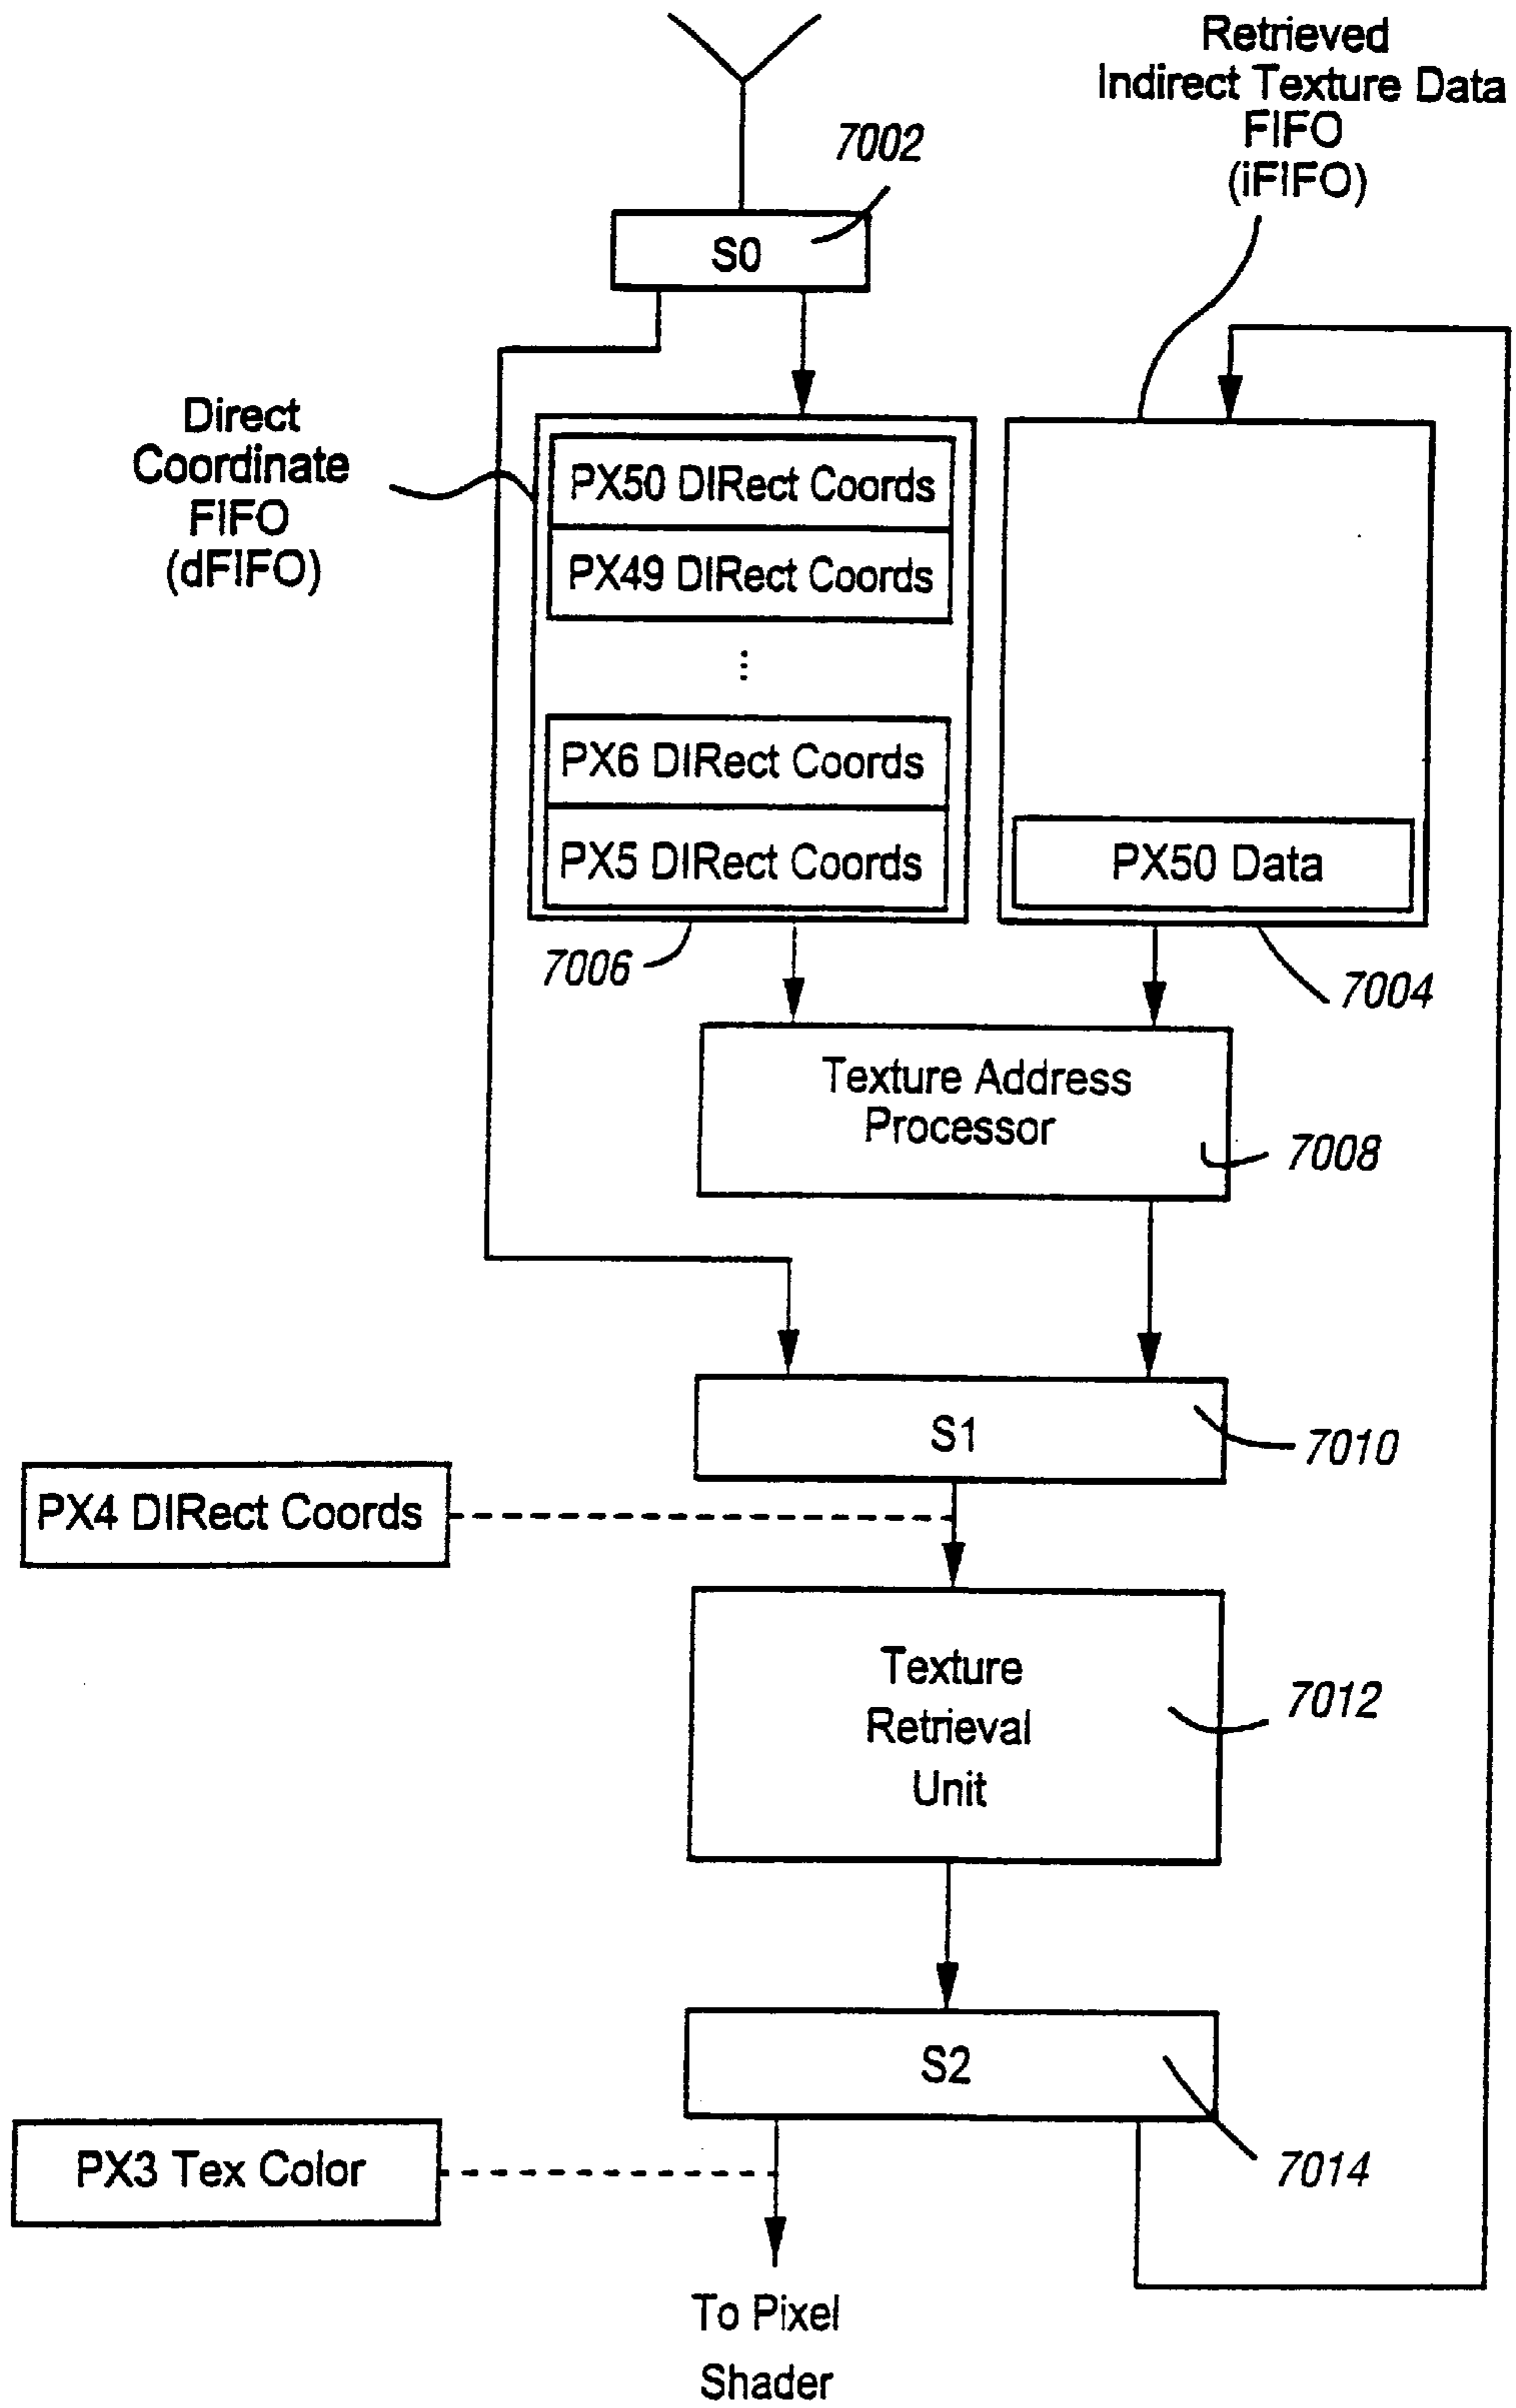 Retrieved
Indirect Texture Data
FIFO
(iFIFO)
7002
S0
Direct
Coordinate
FIFO
(dFIFO)
PX50 DIRect Coords
PX49 DIRect Coords
⋮
PX6 DIRect Coords
PX5 DIRect Coords
PX50 Data
7006
7004
Texture Address
Processor
7008
S1
7010
PX4 DIRect Coords
Texture
Retrieval
Unit
7012
S2
7014
PX3 Tex Color
To Pixel
Shader